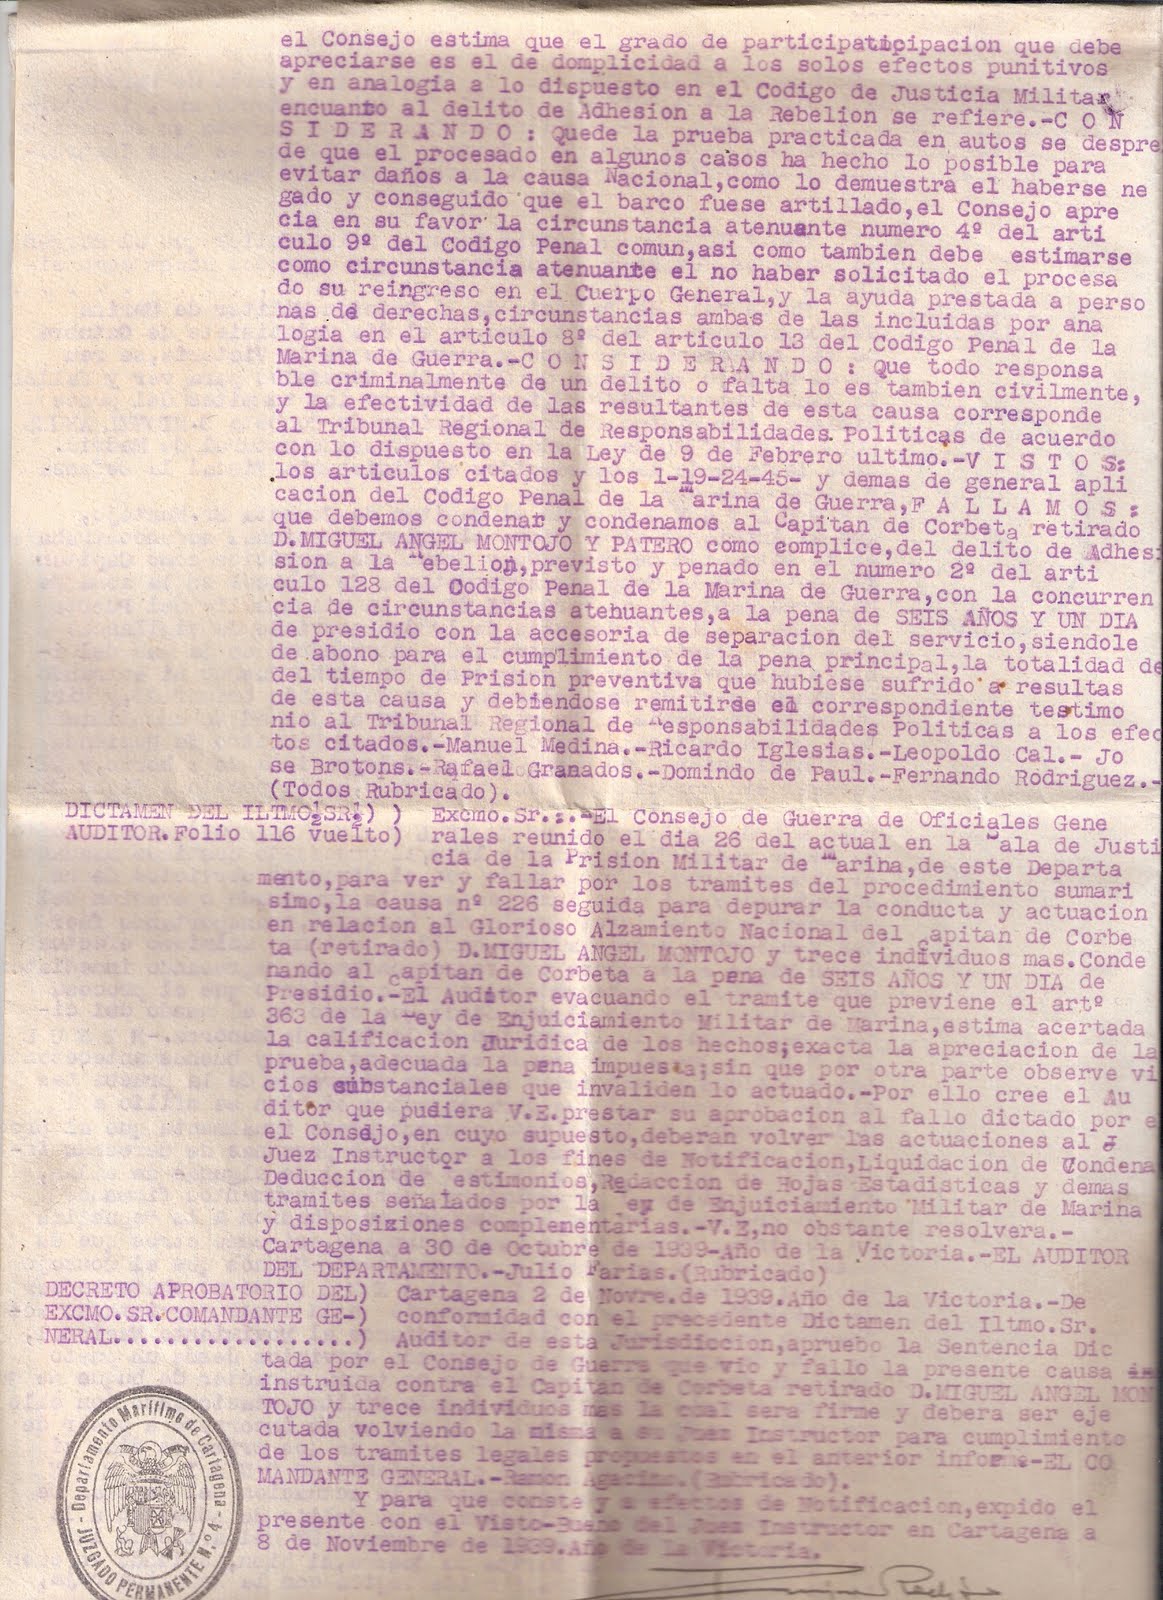 el Consejo estima que el grado de participaticipacion que debe
apreciarse es el de domplicidad a los solos efectos punitivos
y en analogia a lo dispuesto en el Codigo de Justicia Militar
encuanto al delito de Adhesion a la Rebelion se refiere.-C O N
S I D E R A N D O : Quede la prueba practicada en autos se despre
de que el procesado en algunos casos ha hecho lo posible para
evitar daños a la causa Nacional,como lo demuestra el haberse ne
gado y conseguido que el barco fuese artillado,el Consejo apre
cia en su favor la circunstancia atenuante numero 4º del arti
culo 9º del Codigo Penal comun,asi como tambien debe estimarse
como circunstancia atenuante el no haber solicitado el procesa
do su reingreso en el Cuerpo General,y la ayuda prestada a perso
nas de derechas,circunstancias ambas de las incluidas por ana
logia en el articulo 8º del articulo 13 del Codigo Penal de la
Marina de Guerra.-C O N S I D E R A N D O : Que todo responsa
ble criminalmente de un delito o falta lo es tambien civilmente,
y la efectividad de las resultantes de esta causa corresponde
al Tribunal Regional de Responsabilidades Politicas de acuerdo
con lo dispuesto en la Ley de 9 de Febrero ultimo.-V I S T O S:
los articulos citados y los 1-19-24-45- y demas de general apli
cacion del Codigo Penal de la Marina de Guerra,F A L L A M O S :
que debemos condenar y condenamos al Capitan de Corbeta retirado
D.MIGUEL ANGEL MONTOJO Y PATERO como complice,del delito de Adhesi
sion a la Rebelion,previsto y penado en el numero 2º del arti
culo 128 del Codigo Penal de la Marina de Guerra,con la concurren
cia de circunstancias atehuantes,a la pena de SEIS AÑOS Y UN DIA
de presidio con la accesoria de separacion del servicio,siendole
de abono para el cumplimiento de la pena principal,la totalidad de
del tiempo de Prision preventiva que hubiese sufrido a resultas
de esta causa y debiendose remitirse el correspondiente testimo
nio al Tribunal Regional de Responsabilidades Politicas a los efec
tos citados.-Manuel Medina.-Ricardo Iglesias.-Leopoldo Cal.- Jo
se Brotons.-Rafael Granados.-Domindo de Paul.-Fernando Rodriguez.-
(Todos Rubricado).
DICTAMEN DEL ILTMO.SR.) ) Excmo.Sr.:.-El Consejo de Guerra de Oficiales Gene
AUDITOR.Folio 116 vuelto) rales reunido el dia 26 del actual en la Sala de Justi
cia de la Prision Militar de Mariha,de este Departa
mento,para ver y fallar por los tramites del procedimiento sumari
simo,la causa nº 226 seguida para depurar la conducta y actuacion
en relacion al Glorioso Alzamiento Nacional del Capitan de Corbe
ta (retirado) D.MIGUEL ANGEL MONTOJO y trece individuos mas.Conde
nando al Capitan de Corbeta a la pena de SEIS AÑOS Y UN DIA de
Presidio.-El Auditor evacuando el tramite que previene el artº
363 de la Ley de Enjuiciamiento Militar de Marina,estima acertada
la calificacion Juridica de los hechos;exacta la apreciacion de la
prueba,adecuada la pena impuesta;sin que por otra parte observe vi
cios substanciales que invaliden lo actuado.-Por ello cree el Au
ditor que pudiera V.E.prestar su aprobacion al fallo dictado por e
el Consejo,en cuyo supuesto,deberan volver las actuaciones al J
Juez Instructor a los fines de Notificacion,Liquidacion de Condena
Deduccion de Testimonios,Redaccion de Hojas Estadisticas y demas
tramites señalados por la Ley de Enjuiciamiento Militar de Marina
y disposiciones complementarias.-V.E,no obstante resolvera.-
Cartagena a 30 de Octubre de 1939-Año de la Victoria.-EL AUDITOR
DEL DEPARTAMENTO.-Julio Farias.(Rubricado)
DECRETO APROBATORIO DEL) Cartagena 2 de Novre.de 1939.Año de la Victoria.-De
EXCMO.SR.COMANDANTE GE-) conformidad con el precedente Dictamen del Iltmo.Sr.
NERAL...................) Auditor de esta Jurisdiccion,apruebo la Sentencia Dic
tada por el Consejo de Guerra que vio y fallo la presente causa
instruida contra el Capitan de Corbeta retirado D.MIGUEL ANGEL MON
TOJO y trece individuos mas la cual sera firme y debera ser eje
cutada volviendo la misma a su Juez Instructor para cumplimiento
de los tramites legales propuestos en el anterior informe-EL CO
MANDANTE GENERAL.-Ramon Agacino.(Rubricado).
Y para que conste y a efectos de Notificacion,expido el
presente con el Visto-Bueno del Juez Instructor en Cartagena a
8 de Noviembre de 1939.Año de la Victoria.
Departamento Marítimo de Cartagena
JUZGADO PERMANENTE N.º 4